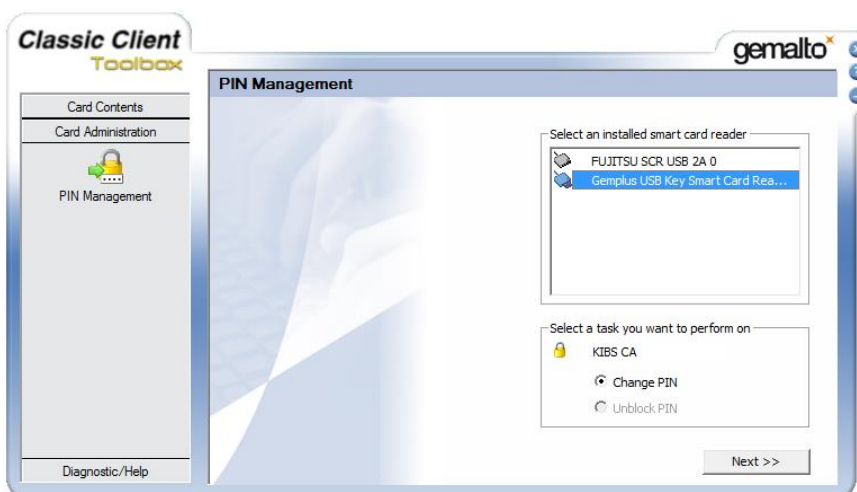 Classic Client
Toolbox
gemalto
PIN Management
Card Contents
Card Administration
PIN Management
Diagnostic/Help
Select an installed smart card reader
FUJITSU SCR USB 2A 0
Gemplus USB Key Smart Card Rea...
Select a task you want to perform on
KIBS CA
Change PIN
Unblock PIN
Next >>